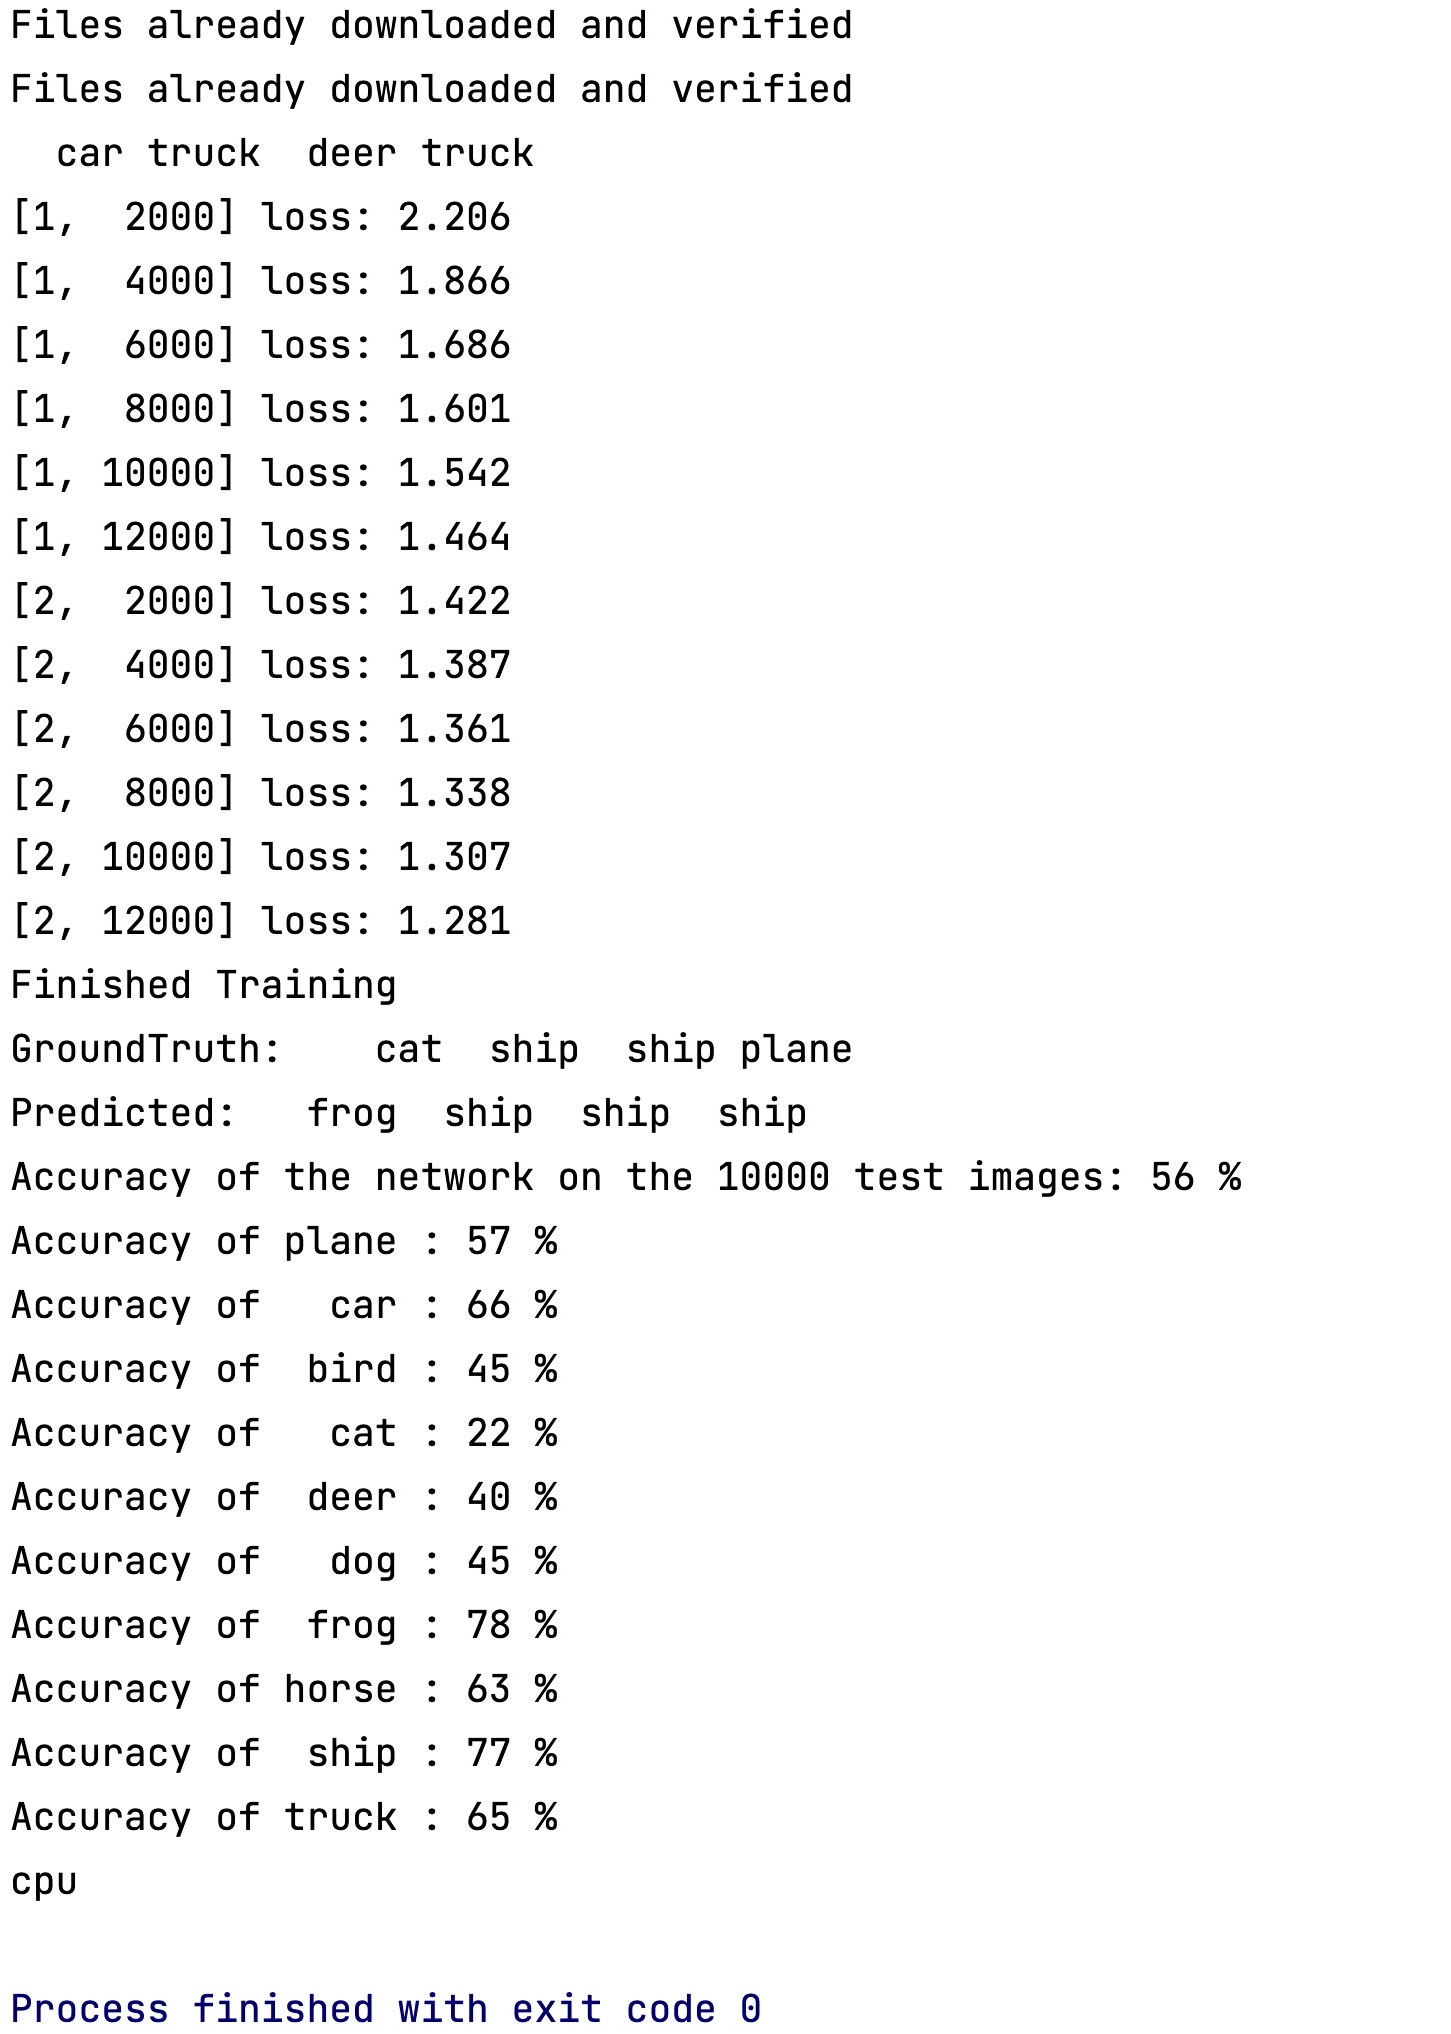 Files already downloaded and verified
Files already downloaded and verified
  car truck  deer truck
[1,  2000] loss: 2.206
[1,  4000] loss: 1.866
[1,  6000] loss: 1.686
[1,  8000] loss: 1.601
[1, 10000] loss: 1.542
[1, 12000] loss: 1.464
[2,  2000] loss: 1.422
[2,  4000] loss: 1.387
[2,  6000] loss: 1.361
[2,  8000] loss: 1.338
[2, 10000] loss: 1.307
[2, 12000] loss: 1.281
Finished Training
GroundTruth:    cat  ship  ship plane
Predicted:   frog  ship  ship  ship
Accuracy of the network on the 10000 test images: 56 %
Accuracy of plane : 57 %
Accuracy of   car : 66 %
Accuracy of  bird : 45 %
Accuracy of   cat : 22 %
Accuracy of  deer : 40 %
Accuracy of   dog : 45 %
Accuracy of  frog : 78 %
Accuracy of horse : 63 %
Accuracy of  ship : 77 %
Accuracy of truck : 65 %
cpu

Process finished with exit code 0